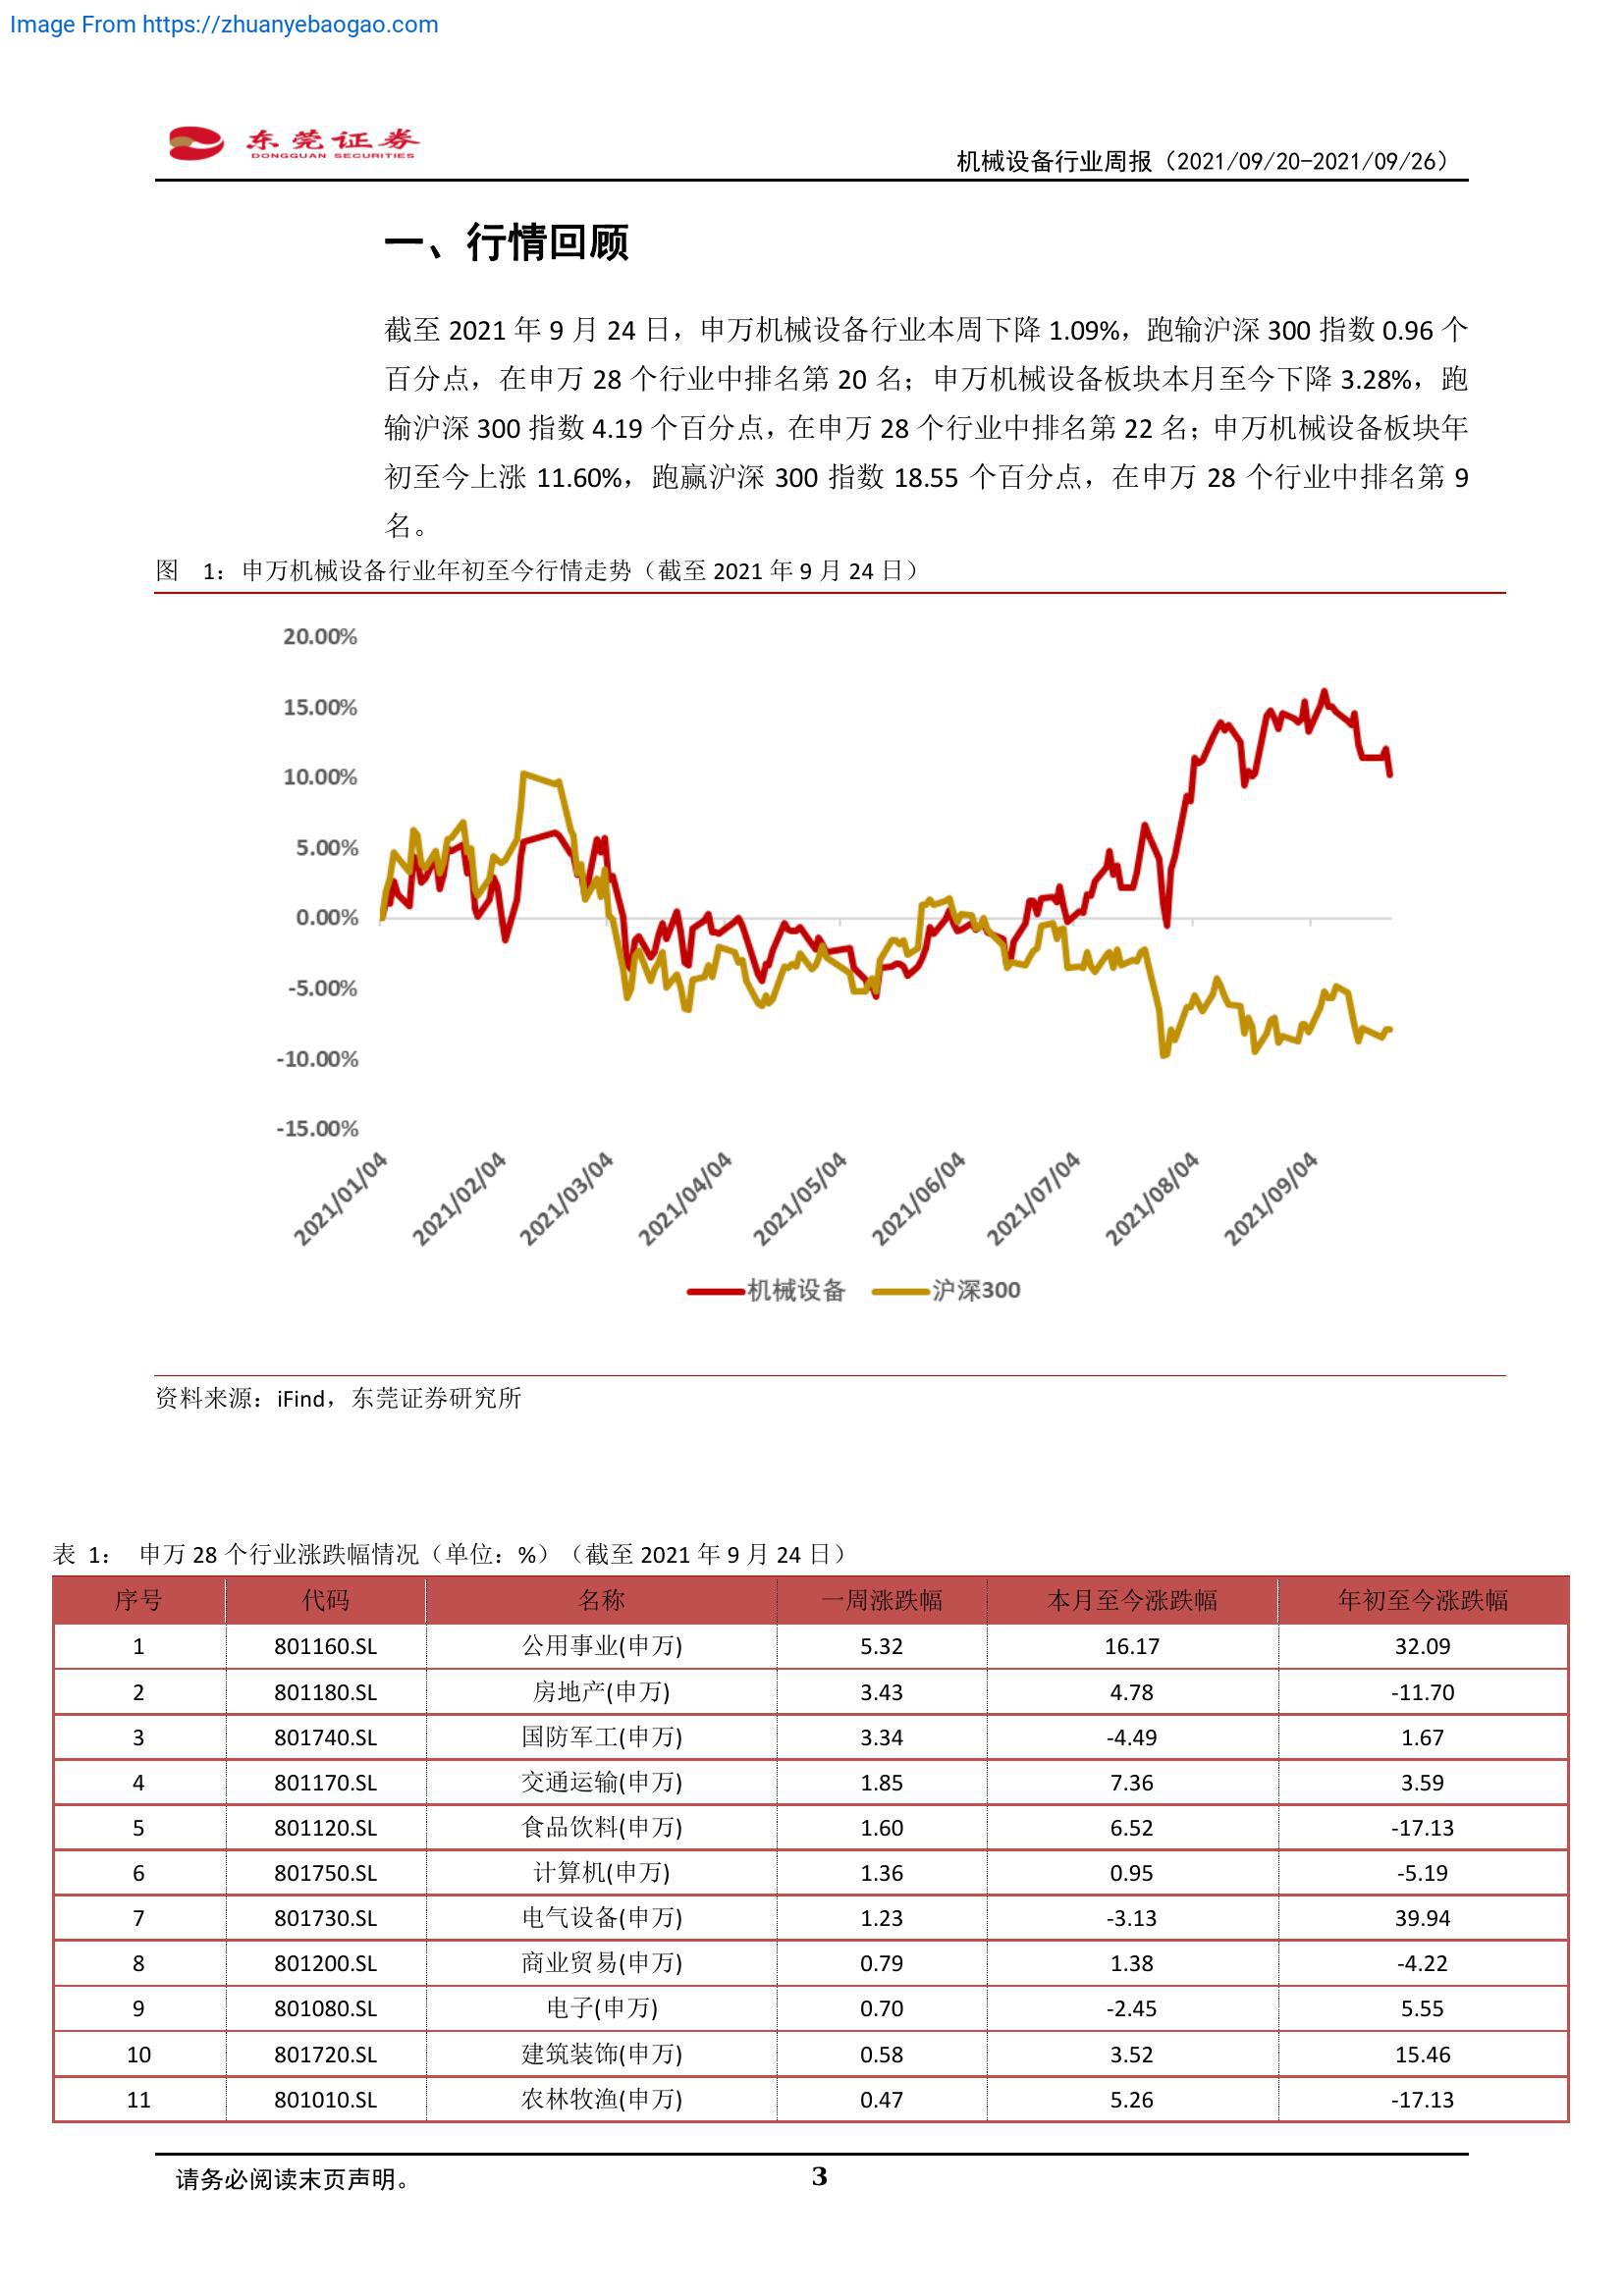 Image From https://zhuanyebaogao.com
东莞证券
DONGGUAN SECURITIES
机械设备行业周报（2021/09/20-2021/09/26）
一、行情回顾
截至 2021 年 9 月 24 日，申万机械设备行业本周下降 1.09%，跑输沪深 300 指数 0.96 个
百分点，在申万 28 个行业中排名第 20 名；申万机械设备板块本月至今下降 3.28%，跑
输沪深 300 指数 4.19 个百分点，在申万 28 个行业中排名第 22 名；申万机械设备板块年
初至今上涨 11.60%，跑赢沪深 300 指数 18.55 个百分点，在申万 28 个行业中排名第 9
名。
图 1：申万机械设备行业年初至今行情走势（截至 2021 年 9 月 24 日）
20.00%
15.00%
10.00%
5.00%
0.00%
-5.00%
-10.00%
-15.00%
2021/01/04 2021/02/04 2021/03/04 2021/04/04 2021/05/04 2021/06/04 2021/07/04 2021/08/04 2021/09/04
机械设备 沪深300
资料来源：iFind，东莞证券研究所
表 1： 申万 28 个行业涨跌幅情况（单位：%）（截至 2021 年 9 月 24 日）
序号 代码 名称 一周涨跌幅 本月至今涨跌幅 年初至今涨跌幅
1 801160.SL 公用事业(申万) 5.32 16.17 32.09
2 801180.SL 房地产(申万) 3.43 4.78 -11.70
3 801740.SL 国防军工(申万) 3.34 -4.49 1.67
4 801170.SL 交通运输(申万) 1.85 7.36 3.59
5 801120.SL 食品饮料(申万) 1.60 6.52 -17.13
6 801750.SL 计算机(申万) 1.36 0.95 -5.19
7 801730.SL 电气设备(申万) 1.23 -3.13 39.94
8 801200.SL 商业贸易(申万) 0.79 1.38 -4.22
9 801080.SL 电子(申万) 0.70 -2.45 5.55
10 801720.SL 建筑装饰(申万) 0.58 3.52 15.46
11 801010.SL 农林牧渔(申万) 0.47 5.26 -17.13
请务必阅读末页声明。 3